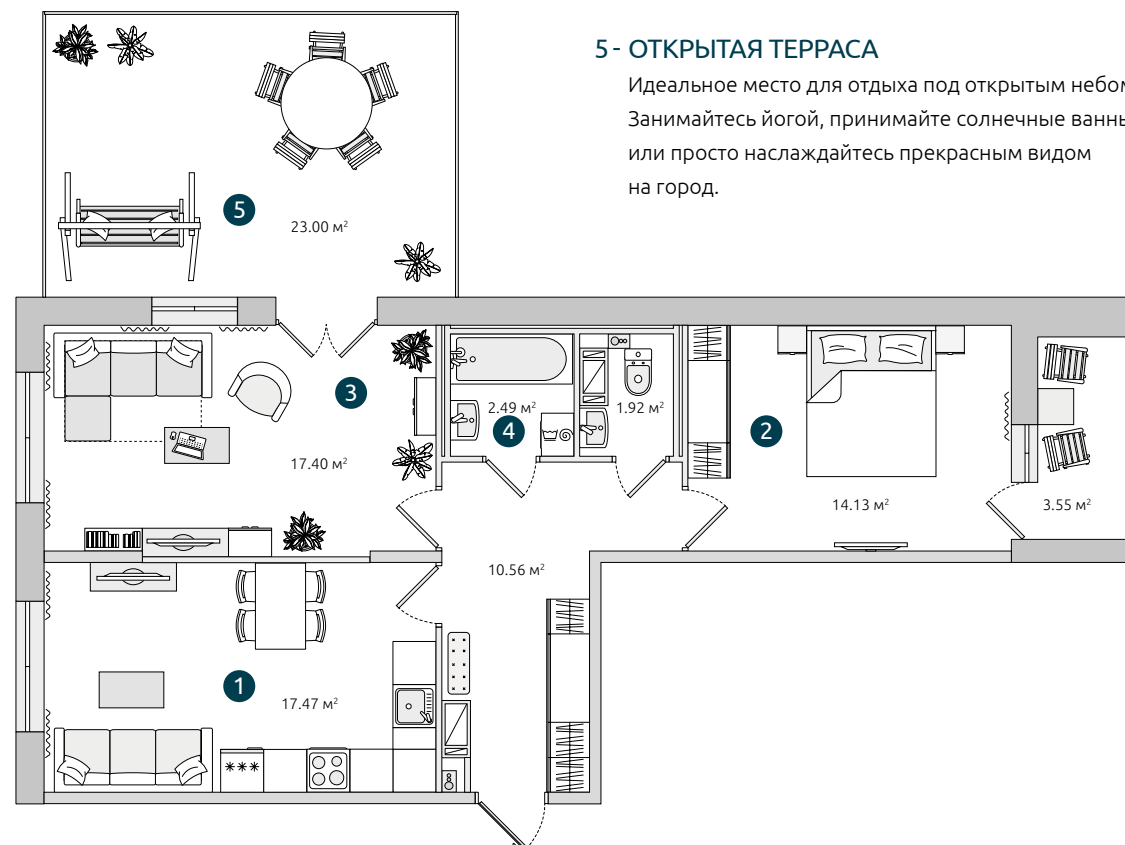 5 - ОТКРЫТАЯ ТЕРРАСА
Идеальное место для отдыха под открытым небом
Занимайтесь йогой, принимайте солнечные ванны
или просто наслаждайтесь прекрасным видом
на город.
5
23.00 м²
3
17.40 м²
2.49 м²
4
1.92 м²
2
14.13 м²
3.55 м²
10.56 м²
1
17.47 м²